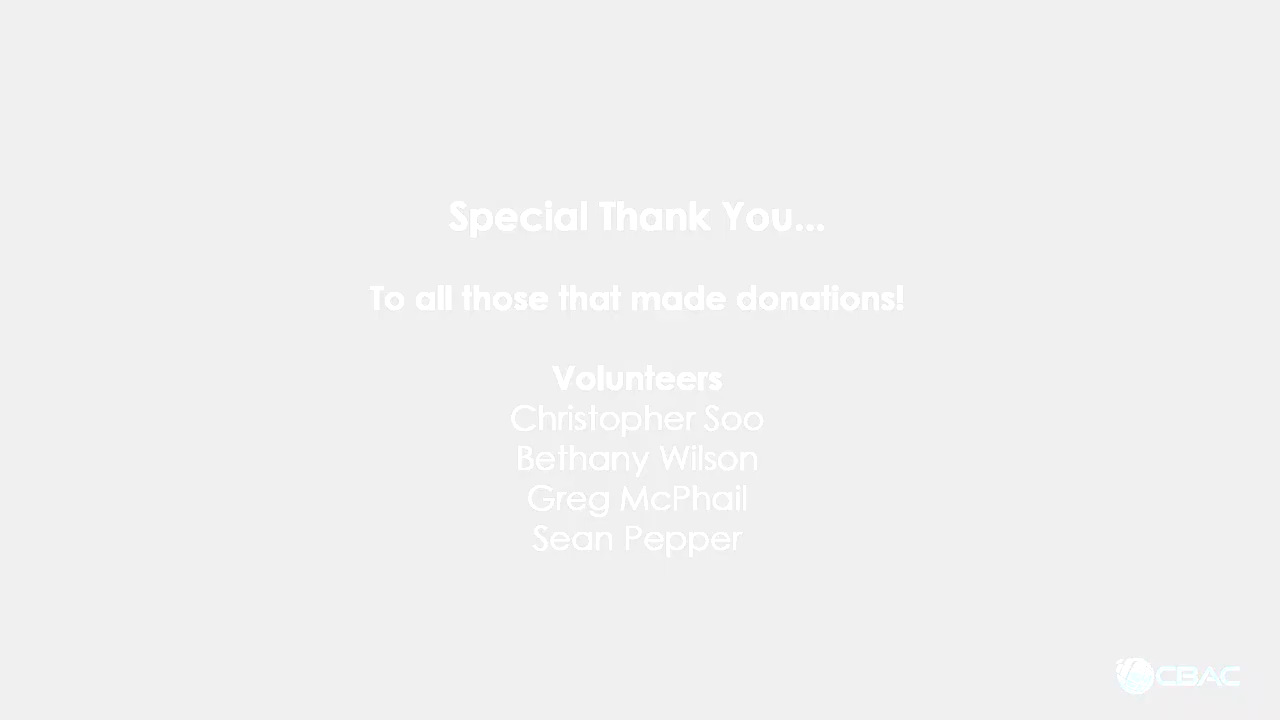 Special Thank You...
To all those that made donations!
Volunteers
Christopher Soo
Bethany Wilson
Greg McPhail
Sean Pepper
CBAC